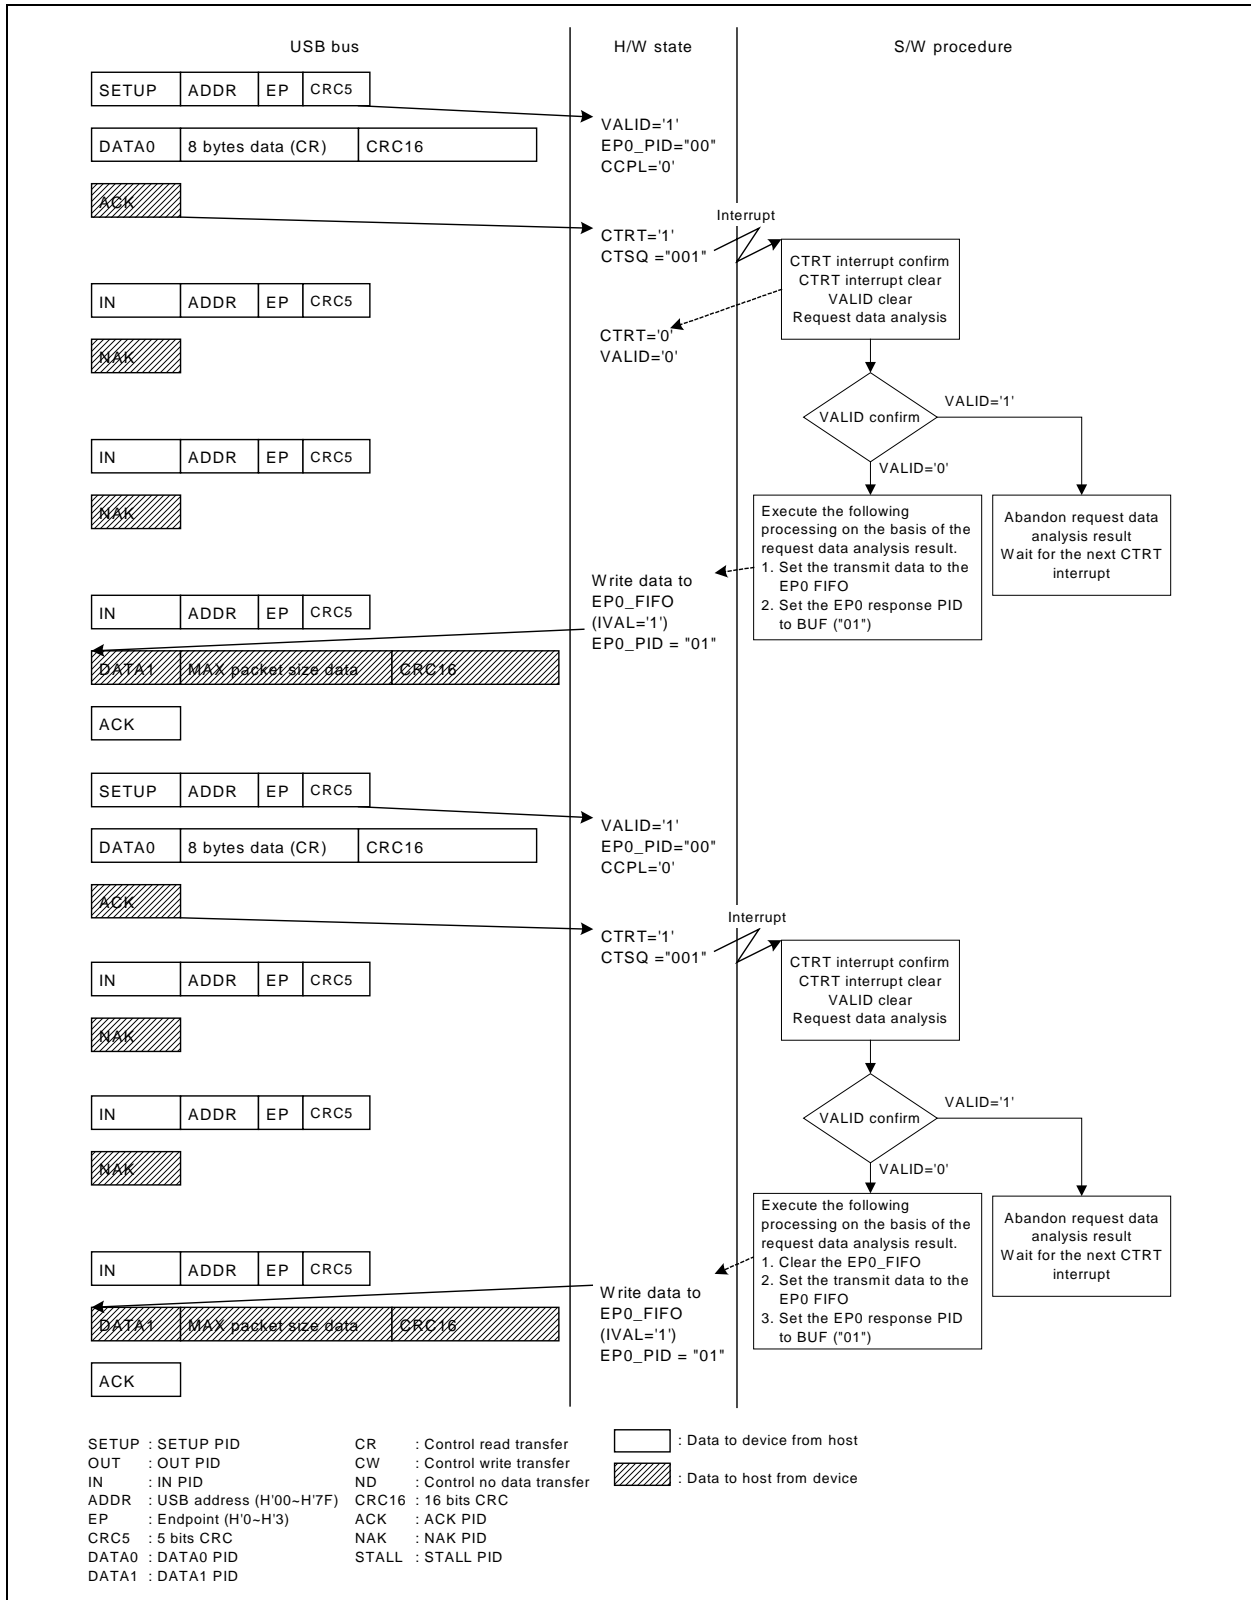 USB bus H/W state S/W procedure
SETUP ADDR EP CRC5
VALID='1'
EP0_PID="00"
CCPL='0'
DATA0 8 bytes data (CR) CRC16
ACK
Interrupt
CTRT='1'
CTSQ ="001"
CTRT interrupt confirm
CTRT interrupt clear
VALID clear
Request data analysis
IN ADDR EP CRC5
CTRT='0'
VALID='0'
NAK
VALID confirm
VALID='1'
VALID='0'
IN ADDR EP CRC5
NAK
Execute the following
processing on the basis of the
request data analysis result.
1. Set the transmit data to the
EP0 FIFO
2. Set the EP0 response PID
to BUF ("01")
Abandon request data
analysis result
Wait for the next CTRT
interrupt
Write data to
EP0_FIFO
(IVAL='1')
EP0_PID = "01"
IN ADDR EP CRC5
DATA1 MAX packet size data CRC16
ACK
SETUP ADDR EP CRC5
VALID='1'
EP0_PID="00"
CCPL='0'
DATA0 8 bytes data (CR) CRC16
ACK
Interrupt
CTRT='1'
CTSQ ="001"
CTRT interrupt confirm
CTRT interrupt clear
VALID clear
Request data analysis
IN ADDR EP CRC5
NAK
VALID confirm
VALID='1'
VALID='0'
IN ADDR EP CRC5
NAK
Execute the following
processing on the basis of the
request data analysis result.
1. Clear the EP0_FIFO
2. Set the transmit data to the
EP0 FIFO
3. Set the EP0 response PID
to BUF ("01")
Abandon request data
analysis result
Wait for the next CTRT
interrupt
IN ADDR EP CRC5
Write data to
EP0_FIFO
(IVAL='1')
EP0_PID = "01"
DATA1 MAX packet size data CRC16
ACK
SETUP : SETUP PID CR : Control read transfer : Data to device from host
OUT : OUT PID CW : Control write transfer
IN : IN PID ND : Control no data transfer : Data to host from device
ADDR : USB address (H'00~H'7F) CRC16 : 16 bits CRC
EP : Endpoint (H'0~H'3) ACK : ACK PID
CRC5 : 5 bits CRC NAK : NAK PID
DATA0 : DATA0 PID STALL : STALL PID
DATA1 : DATA1 PID